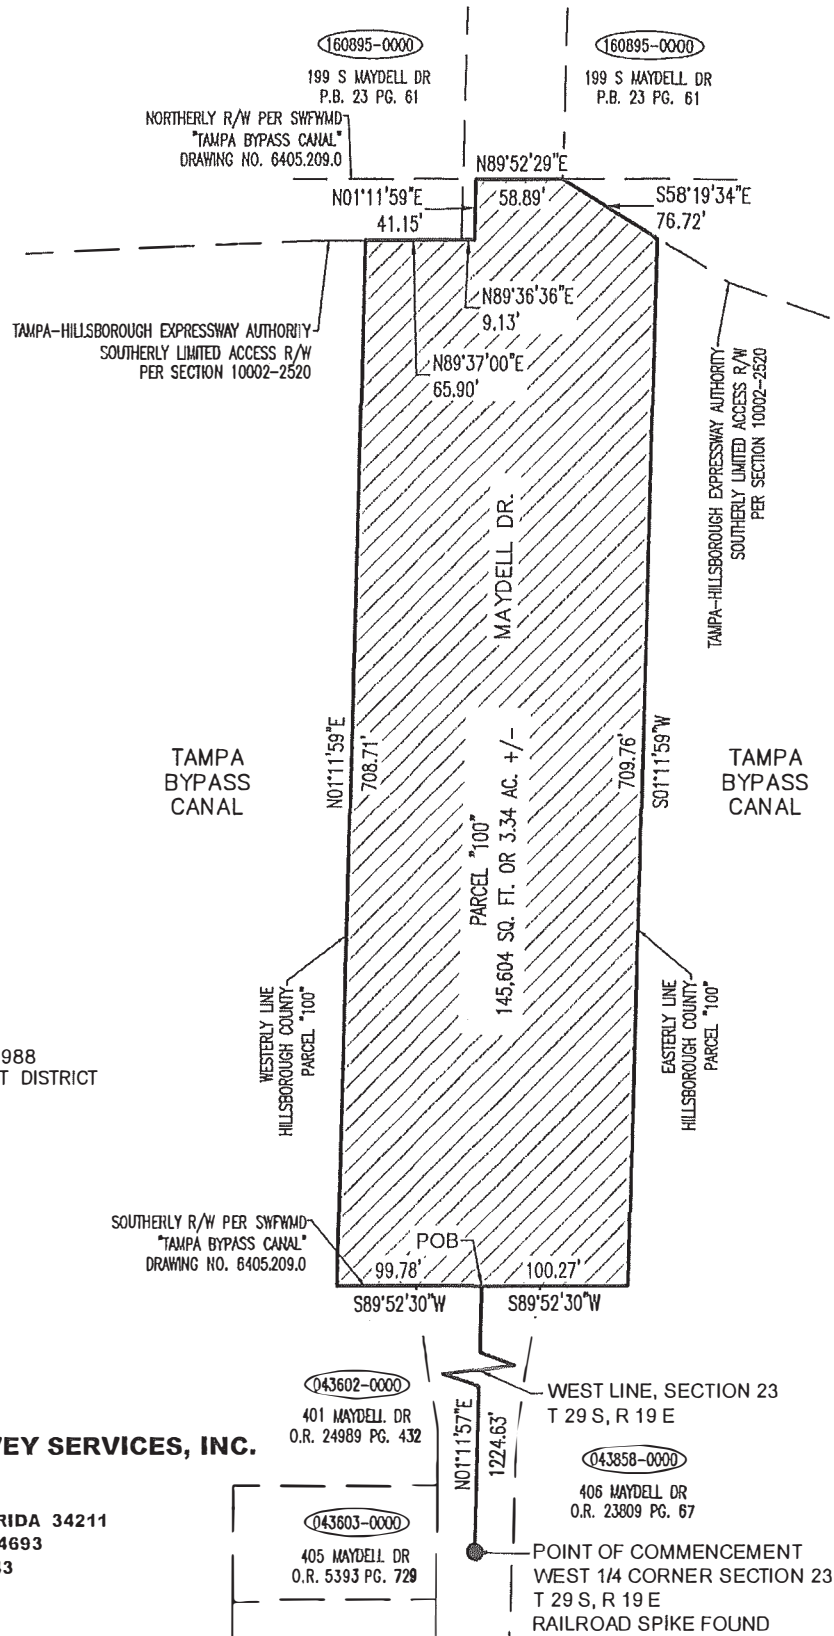 160895-0000
199 S MAYDELL DR
P.B. 23 PG. 61
160895-0000
199 S MAYDELL DR
P.B. 23 PG. 61
NORTHERLY R/W PER SWFWMD
"TAMPA BYPASS CANAL"
DRAWING NO. 6405.209.0
N89°52'29"E
58.89'
N01°11'59"E
41.15'
S58°19'34"E
76.72'
N89°36'36"E
9.13'
TAMPA-HILLSBOROUGH EXPRESSWAY AUTHORITY
SOUTHERLY LIMITED ACCESS R/W
PER SECTION 10002-2520
N89°37'00"E
65.90'
TAMPA-HILLSBOROUGH EXPRESSWAY AUTHORITY
SOUTHERLY LIMITED ACCESS R/W
PER SECTION 10002-2520
MAYDELL DR.
TAMPA
BYPASS
CANAL
N01°11'59"E
708.71'
PARCEL "100"
145,604 SQ. FT. OR 3.34 AC. +/-
709.76'
S01°11'59"W
TAMPA
BYPASS
CANAL
WESTERLY LINE
HILLSBOROUGH COUNTY
PARCEL "100"
EASTERLY LINE
HILLSBOROUGH COUNTY
PARCEL "100"
988
T DISTRICT
SOUTHERLY R/W PER SWFWMD
"TAMPA BYPASS CANAL"
DRAWING NO. 6405.209.0
POB
99.78'
S89°52'30"W
100.27'
S89°52'30"W
043602-0000
401 MAYDELL DR
O.R. 24989 PG. 432
WEST LINE, SECTION 23
T 29 S, R 19 E
N01°11'57"E
1224.63'
043858-0000
406 MAYDELL DR
O.R. 23809 PG. 67
VEY SERVICES, INC.
RIDA 34211
4693
33
043603-0000
405 MAYDELL DR
O.R. 5393 PG. 729
POINT OF COMMENCEMENT
WEST 1/4 CORNER SECTION 23
T 29 S, R 19 E
RAILROAD SPIKE FOUND